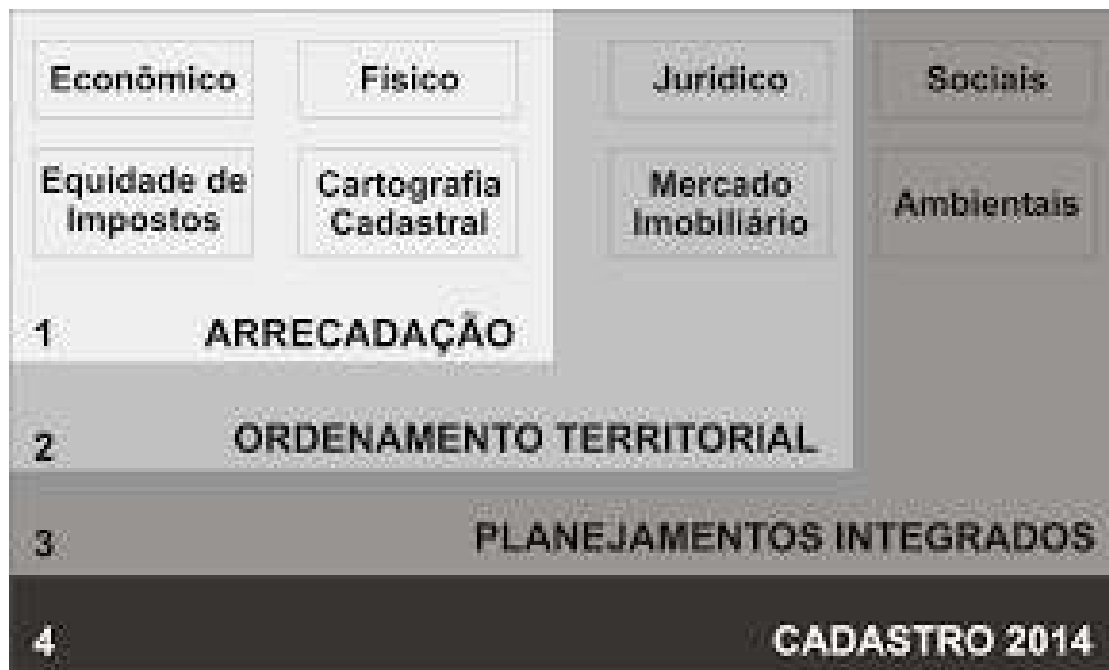 Econômico
Físico
Jurídico
Sociais
Equidade de
Impostos
Cartografia
Cadastral
Mercado
Imobiliário
Ambientais
1 ARRECADAÇÃO
2 ORDENAMENTO TERRITORIAL
3 PLANEJAMENTOS INTEGRADOS
4 CADASTRO 2014